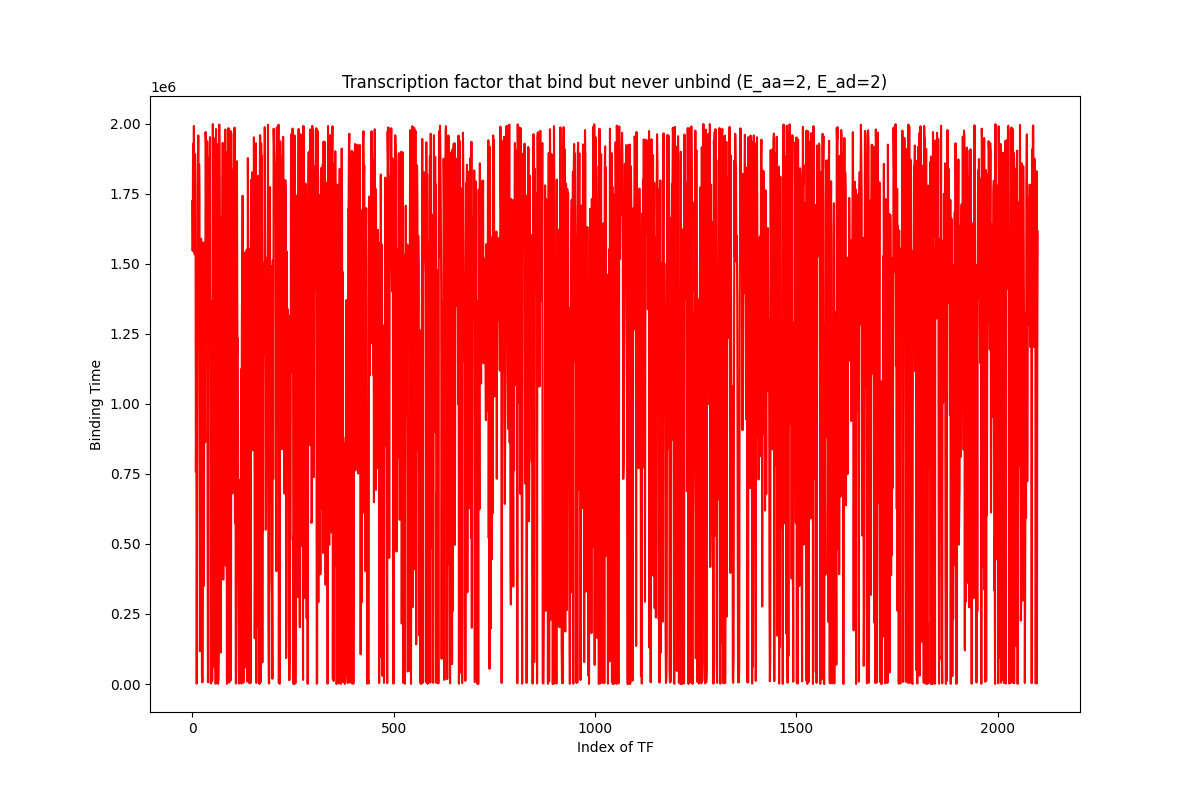 Transcription factor that bind but never unbind (E_aa=2, E_ad=2)
1e6
2.00
1.75
1.50
1.25
1.00
0.75
0.50
0.25
0.00
Binding Time
0 500 1000 1500 2000
Index of TF